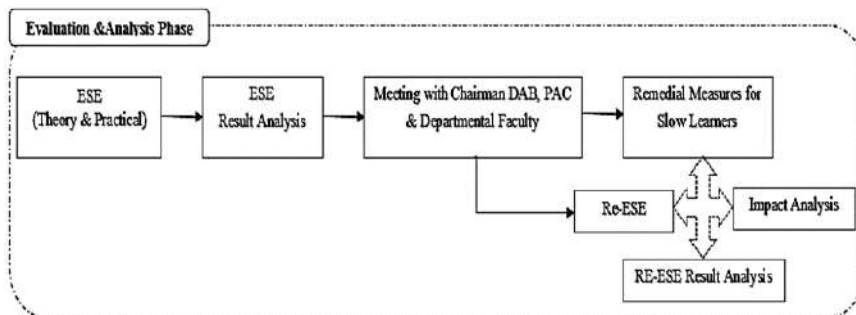 Evaluation &Analysis Phase
ESE
(Theory & Practical)
ESE
Result Analysis
Meeting with Chairman DAB, PAC
& Departmental Faculty
Remedial Measures for
Slow Learners
Re-ESE
Impact Analysis
RE-ESE Result Analysis